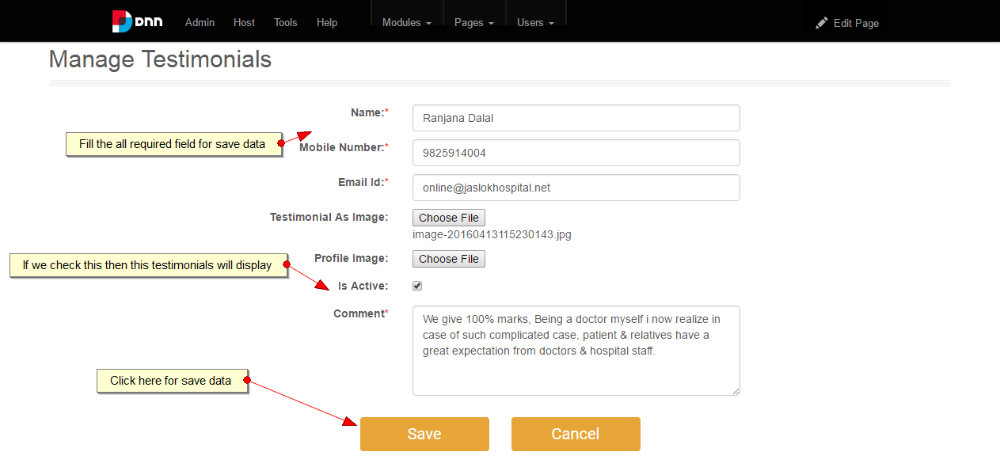 DNN Admin Host Tools Help Modules Pages Users Edit Page
Manage Testimonials
Name:* Ranjana Dalal
Fill the all required field for save data
Mobile Number:* 9825914004
Email Id:* online@jaslokhospital.net
Testimonial As Image: Choose File
image-20160413115230143.jpg
If we check this then this testimonials will display
Profile Image: Choose File
Is Active:
Comment* We give 100% marks, Being a doctor myself i now realize in
case of such complicated case, patient & relatives have a
great expectation from doctors & hospital staff.
Click here for save data
Save Cancel